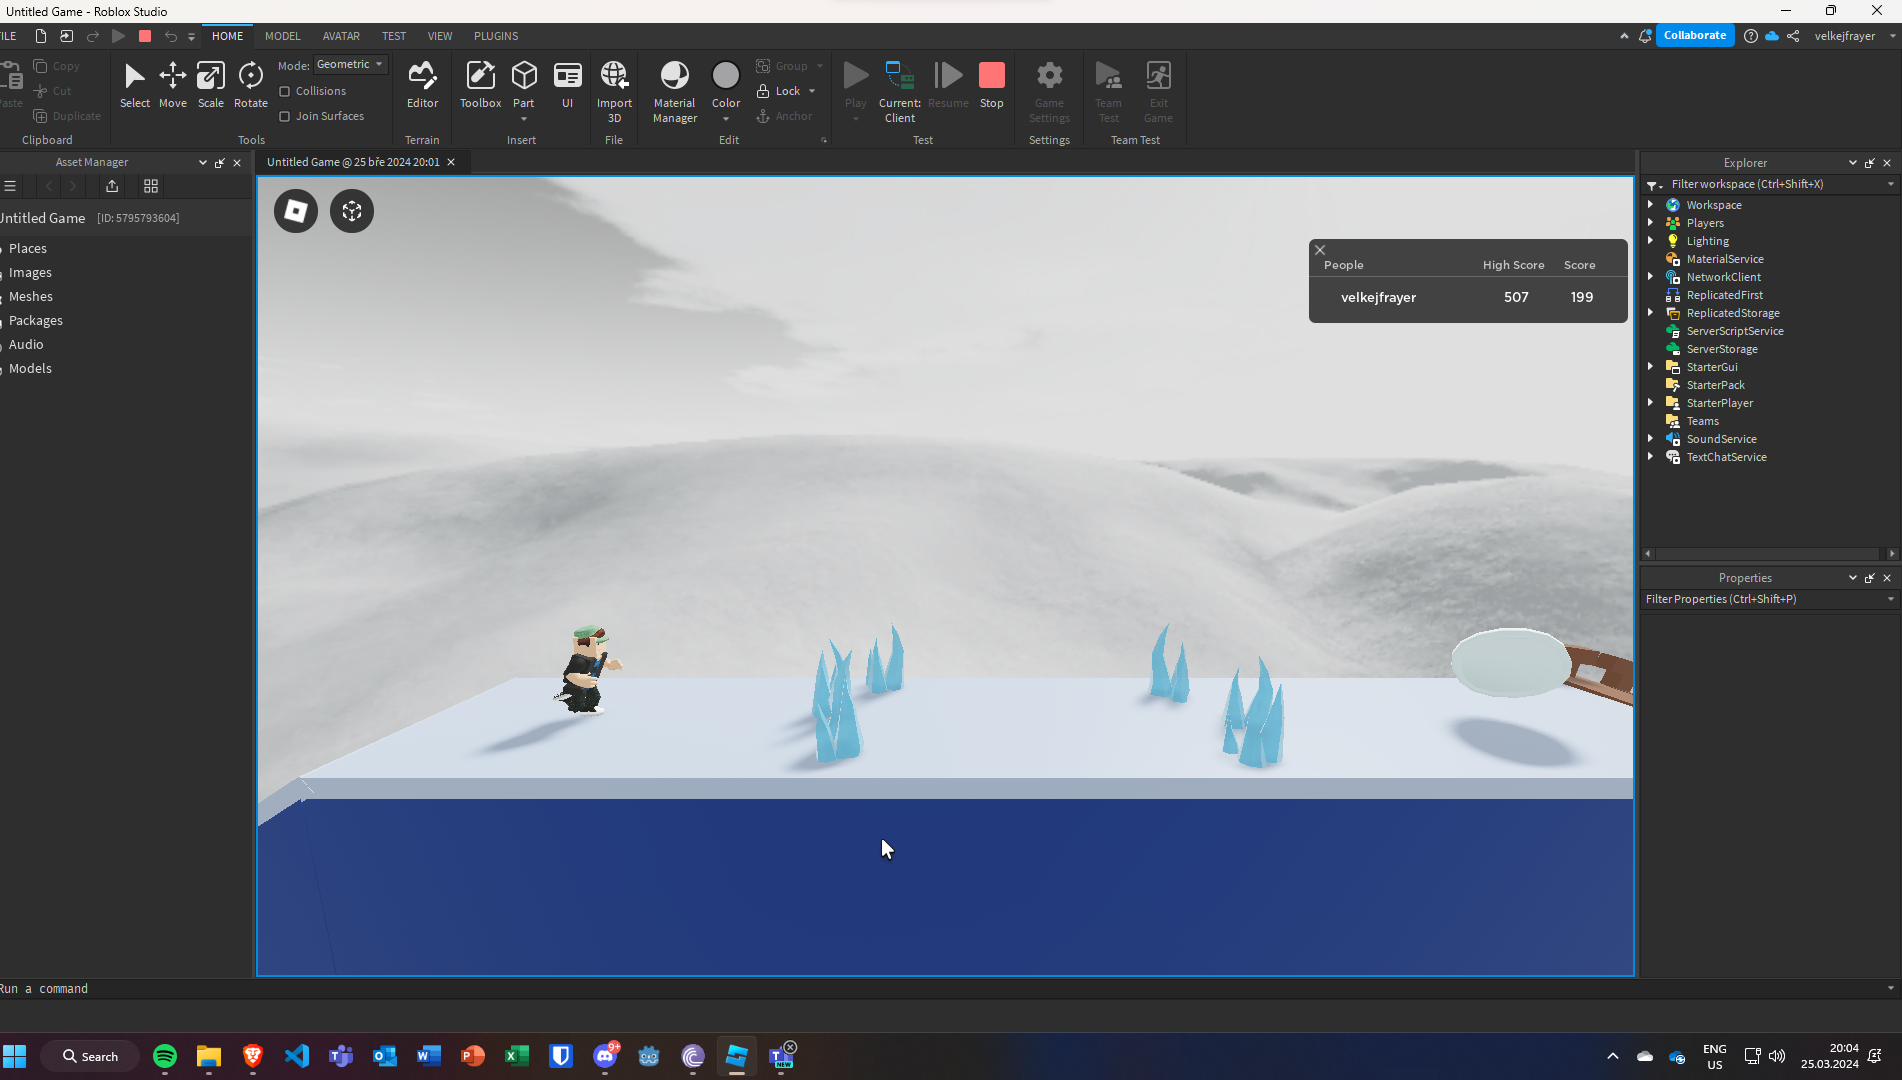 Untitled Game - Roblox Studio
ILE
HOME
MODEL
AVATAR
TEST
VIEW
PLUGINS
Collaborate
velkejfrayer
aste
Copy
Cut
Duplicate
Clipboard
Select
Move
Scale
Rotate
Mode:
Geometric
Collisions
Join Surfaces
Tools
Editor
Terrain
Toolbox
Part
UI
Insert
Import
3D
File
Material
Manager
Color
Group
Lock
Anchor
Edit
Play
Current:
Client
Resume
Stop
Test
Game
Settings
Settings
Team
Test
Exit
Game
Team Test
Asset Manager
Untitled Game @ 25 bře 2024 20:01
Untitled Game [ID: 5795793604]
Places
Images
Meshes
Packages
Audio
Models
People High Score Score
velkejfrayer 507 199
Explorer
Filter workspace (Ctrl+Shift+X)
Workspace
Players
Lighting
MaterialService
NetworkClient
ReplicatedFirst
ReplicatedStorage
ServerScriptService
ServerStorage
StarterGui
StarterPack
StarterPlayer
Teams
SoundService
TextChatService
Properties
Filter Properties (Ctrl+Shift+P)
Run a command
Search
9+
NEW
ENG
US
20:04
25.03.2024